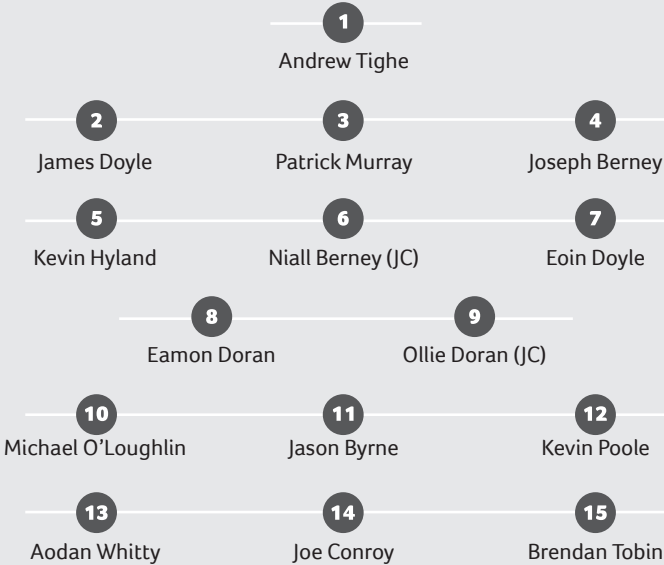 1
Andrew Tighe
2 3 4
James Doyle Patrick Murray Joseph Berney
5 6 7
Kevin Hyland Niall Berney (JC) Eoin Doyle
8 9
Eamon Doran Ollie Doran (JC)
10 11 12
Michael O'Loughlin Jason Byrne Kevin Poole
13 14 15
Aodan Whitty Joe Conroy Brendan Tobin